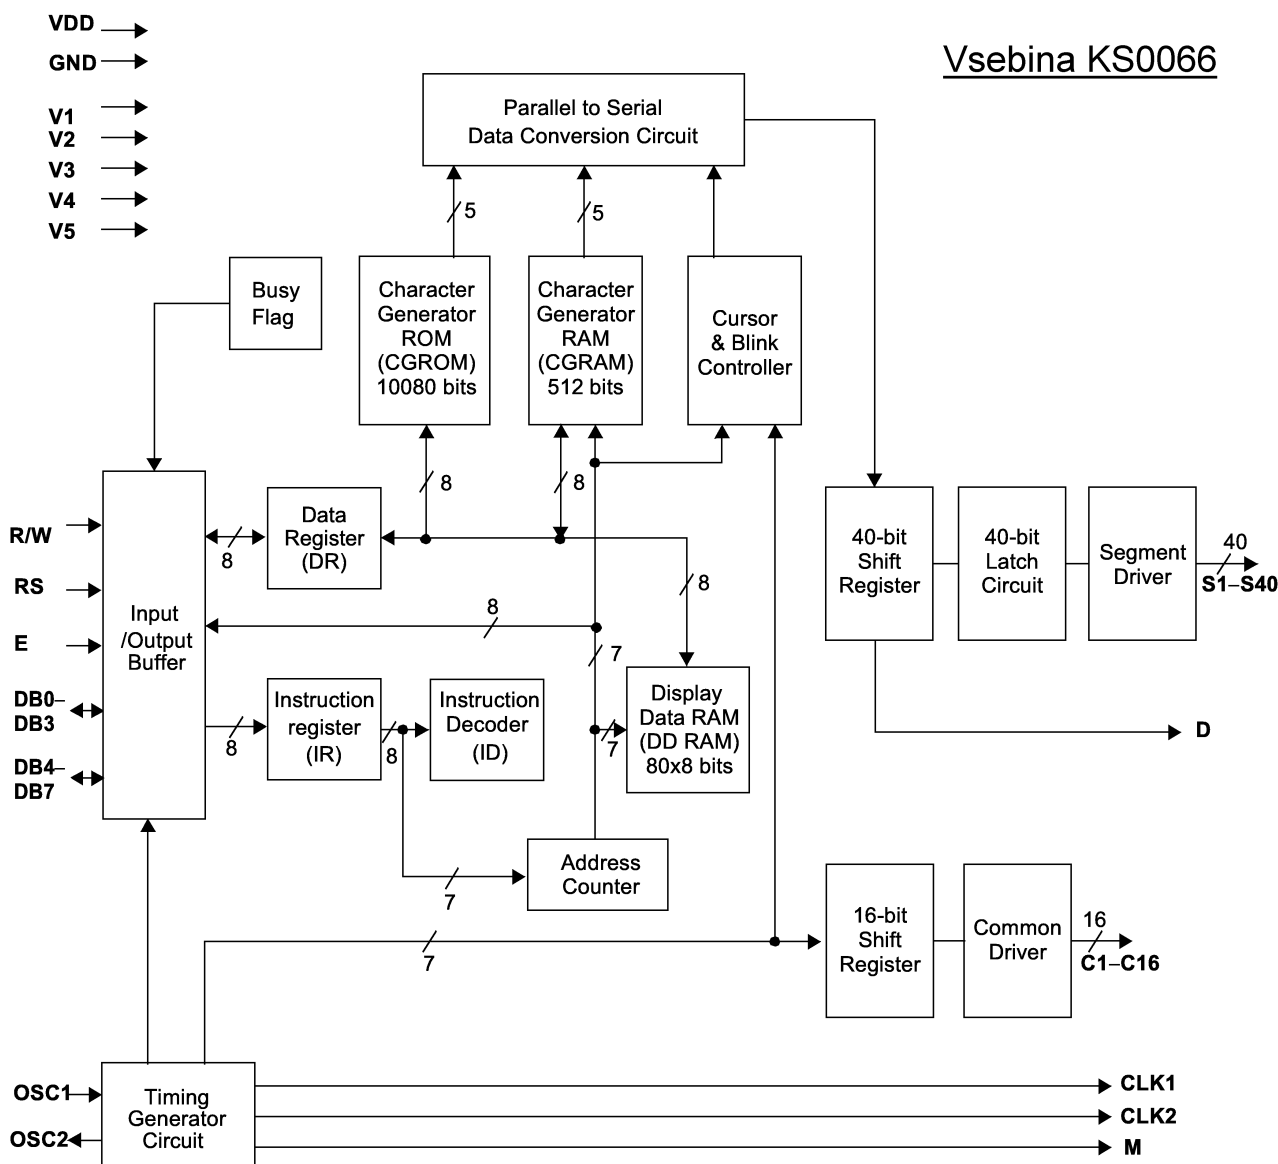 VDD
GND
V1
V2
V3
V4
V5
Vsebina KS0066
Parallel to Serial
Data Conversion Circuit
5
5
Busy
Flag
Character
Generator
ROM
(CGROM)
10080 bits
Character
Generator
RAM
(CGRAM)
512 bits
Cursor
& Blink
Controller
8
8
R/W
RS
E
DB0–
DB3
DB4–
DB7
Input
/Output
Buffer
8
Data
Register
(DR)
8
8
7
8
Instruction
register
(IR)
8
Instruction
Decoder
(ID)
7
Display
Data RAM
(DD RAM)
80x8 bits
40-bit
Shift
Register
40-bit
Latch
Circuit
Segment
Driver
40
S1–S40
D
7
Address
Counter
7
16-bit
Shift
Register
Common
Driver
16
C1–C16
OSC1
OSC2
Timing
Generator
Circuit
CLK1
CLK2
M